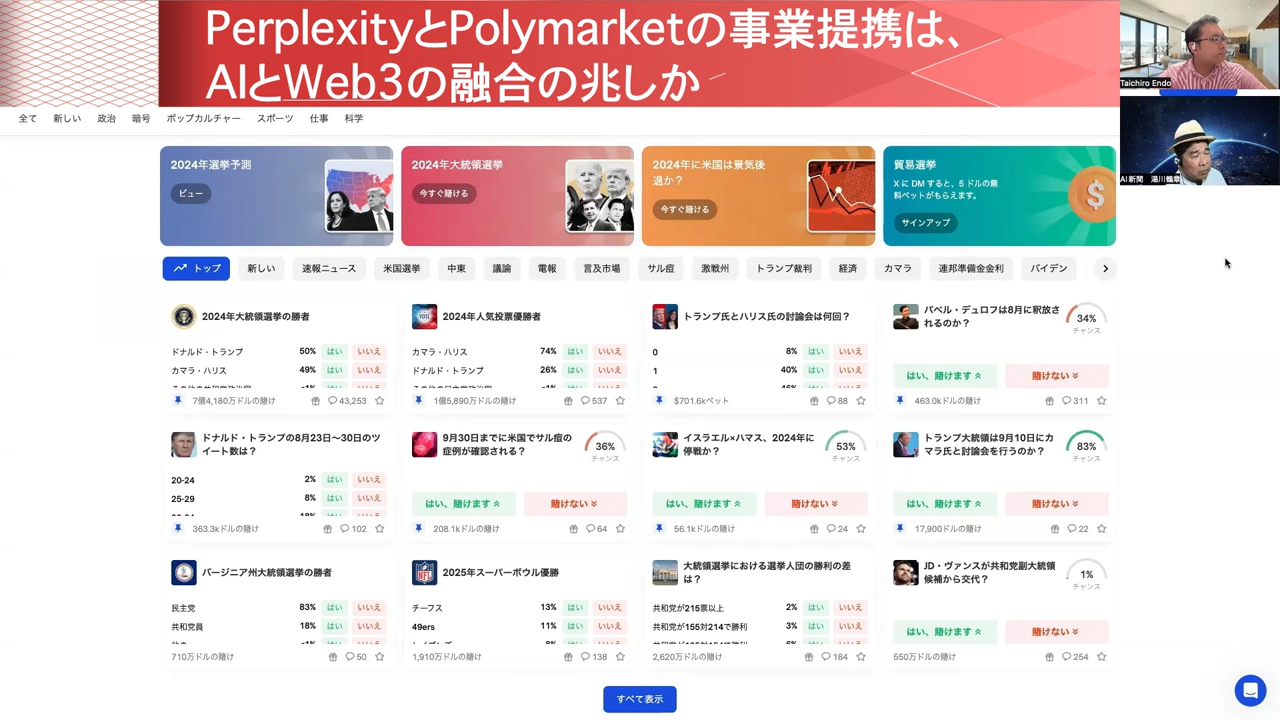 PerplexityとPolymarketの事業提携は、
AIとWeb3の融合の兆しか
Taichiro Endo
AI新聞 湯川鶴章
全て 新しい 政治 暗号 ポップカルチャー スポーツ 仕事 科学
2024年選挙予測
ビュー
2024年大統領選挙
今すぐ賭ける
2024年に米国は景気後
退か？
今すぐ賭ける
貿易選挙
X に DM すると、5 ドルの無
料ベットがもらえます。
サインアップ
トップ 新しい 速報ニュース 米国選挙 中東 議論 電報 言及市場 サル痘 激戦州 トランプ裁判 経済 カマラ 連邦準備金金利 バイデン
2024年大統領選挙の勝者
ドナルド・トランプ 50% はい いいえ
カマラ・ハリス 49% はい いいえ
7億4,180万ドルの賭け 43,253
2024年人気投票優勝者
カマラ・ハリス 74% はい いいえ
ドナルド・トランプ 26% はい いいえ
1億5,890万ドルの賭け 537
トランプ氏とハリス氏の討論会は何回？
0 8% はい いいえ
1 40% はい いいえ
$701.6kベット 88
パベル・デュロフは8月に釈放さ
れるのか？
34%
チャンス
はい、賭けます 賭けない
463.0kドルの賭け 311
ドナルド・トランプの8月23日〜30日のツ
イート数は？
20-24 2% はい いいえ
25-29 8% はい いいえ
363.3kドルの賭け 102
9月30日までに米国でサル痘の
症例が確認される？
36%
チャンス
はい、賭けます 賭けない
208.1kドルの賭け 64
イスラエル×ハマス、2024年に
停戦か？
53%
チャンス
はい、賭けます 賭けない
56.1kドルの賭け 24
トランプ大統領は9月10日にカ
マラ氏と討論会を行うのか？
83%
チャンス
はい、賭けます 賭けない
17,900ドルの賭け 22
バージニア州大統領選挙の勝者
民主党 83% はい いいえ
共和党員 18% はい いいえ
710万ドルの賭け 50
2025年スーパーボウル優勝
チーフス 13% はい いいえ
49ers 11% はい いいえ
1,910万ドルの賭け 138
大統領選挙における選挙人団の勝利の差
は？
共和党が215票以上 2% はい いいえ
共和党が155対214で勝利 3% はい いいえ
2,620万ドルの賭け 184
JD・ヴァンスが共和党副大統領
候補から交代？
1%
チャンス
はい、賭けます 賭けない
550万ドルの賭け 254
すべて表示